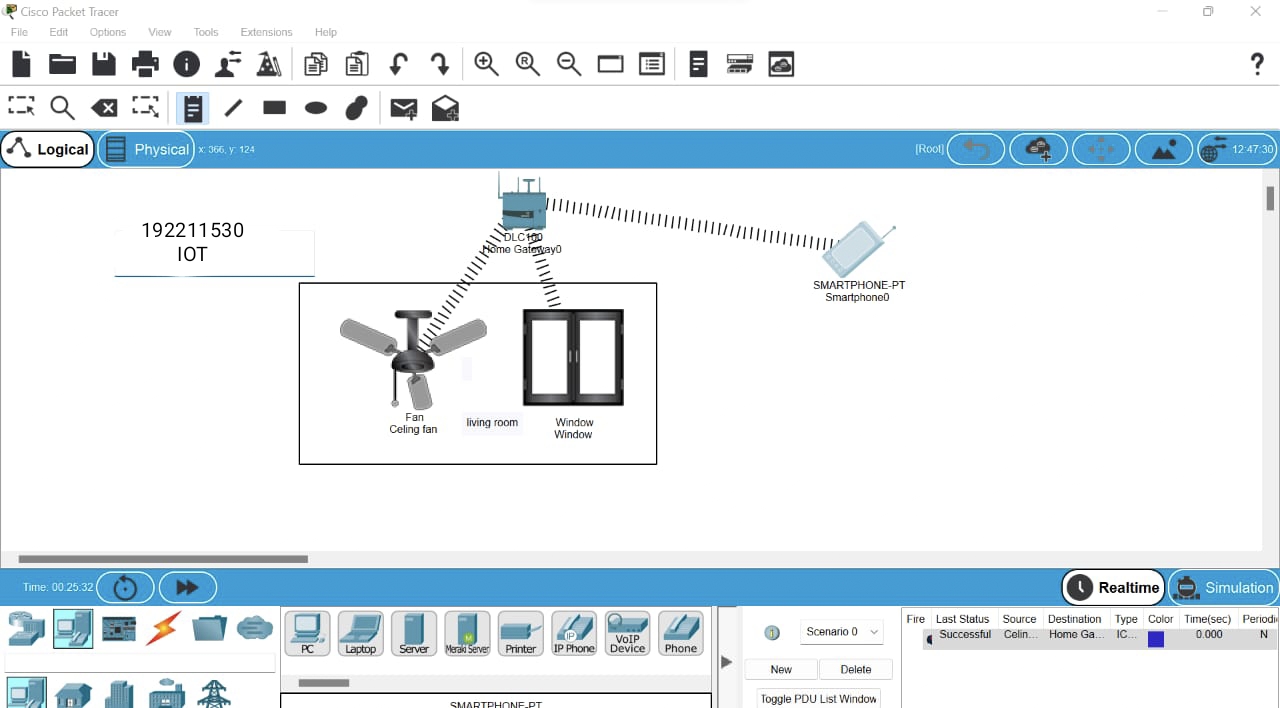 Cisco Packet Tracer
File Edit Options View Tools Extensions Help
Logical Physical x: 366, y: 124 [Root] 12:47:30
192211530
IOT
DLC100
Home Gateway0
SMARTPHONE-PT
Smartphone0
Fan
Celing fan
living room
Window
Window
Time: 00:25:32 Realtime Simulation
PC Laptop Server Meraki Server Printer IP Phone VoIP Device Phone
IP
VoIP
M
SMARTPHONE-PT
Scenario 0
New Delete
Toggle PDU List Window
Fire Last Status Source Destination Type Color Time(sec) Periodi
Successful Celin... Home Ga... IC... 0.000 N